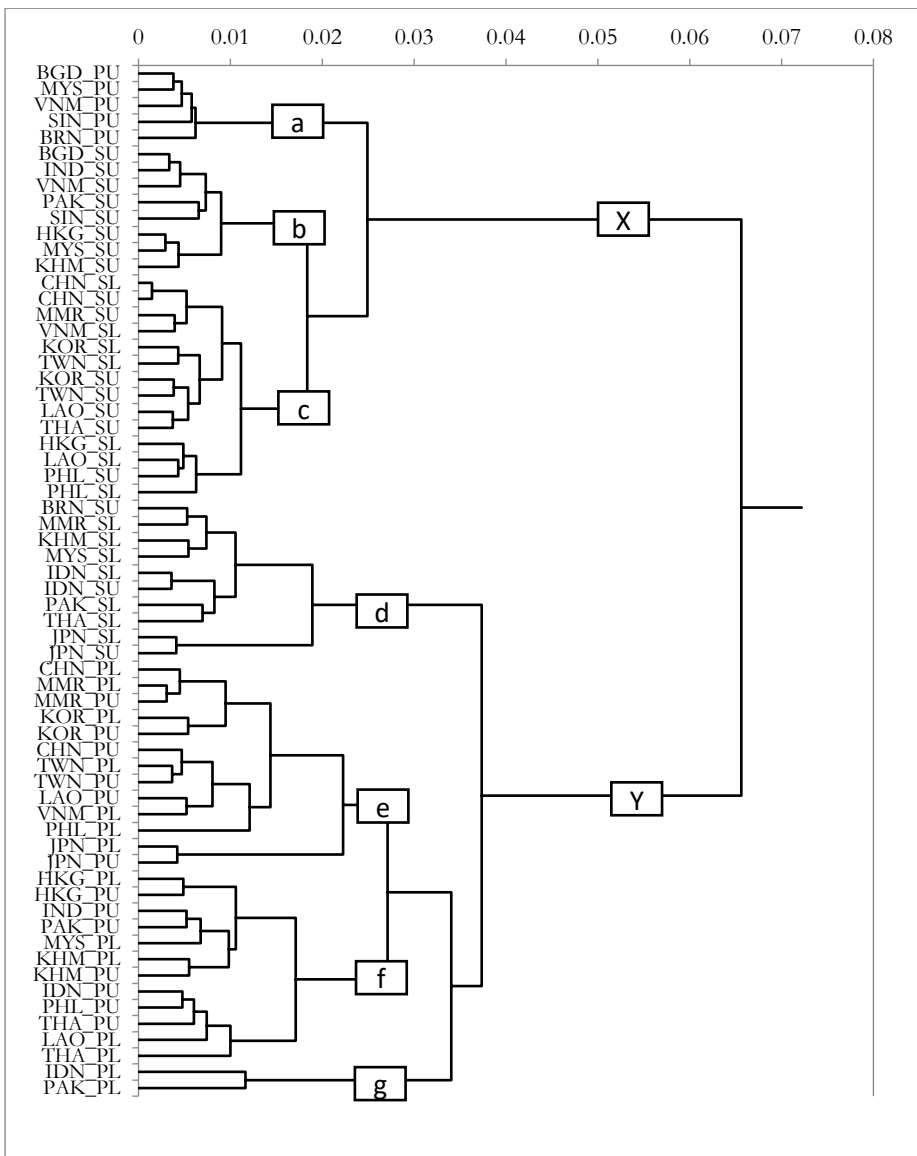 0 0.01 0.02 0.03 0.04 0.05 0.06 0.07 0.08
BGD_PU
MYS_PU
VNM_PU
SIN_PU
a
BRN_PU
BGD_SU
IND_SU
VNM_SU
PAK_SU
SIN_SU
X
b
HKG_SU
MYS_SU
KHM_SU
CHN_SL
CHN_SU
MMR_SU
VNM_SL
KOR_SL
TWN_SL
KOR_SU
TWN_SU
LAO_SU
c
THA_SU
HKG_SL
LAO_SL
PHL_SU
PHL_SL
BRN_SU
MMR_SL
KHM_SL
MYS_SL
IDN_SL
IDN_SU
PAK_SL
d
THA_SL
JPN_SL
JPN_SU
CHN_PL
MMR_PL
MMR_PU
KOR_PL
KOR_PU
CHN_PU
TWN_PL
TWN_PU
Y
LAO_PU
e
VNM_PL
PHL_PL
JPN_PL
JPN_PU
HKG_PL
HKG_PU
IND_PU
PAK_PU
MYS_PL
KHM_PL
KHM_PU
f
IDN_PU
PHL_PU
THA_PU
LAO_PL
THA_PL
IDN_PL
g
PAK_PL